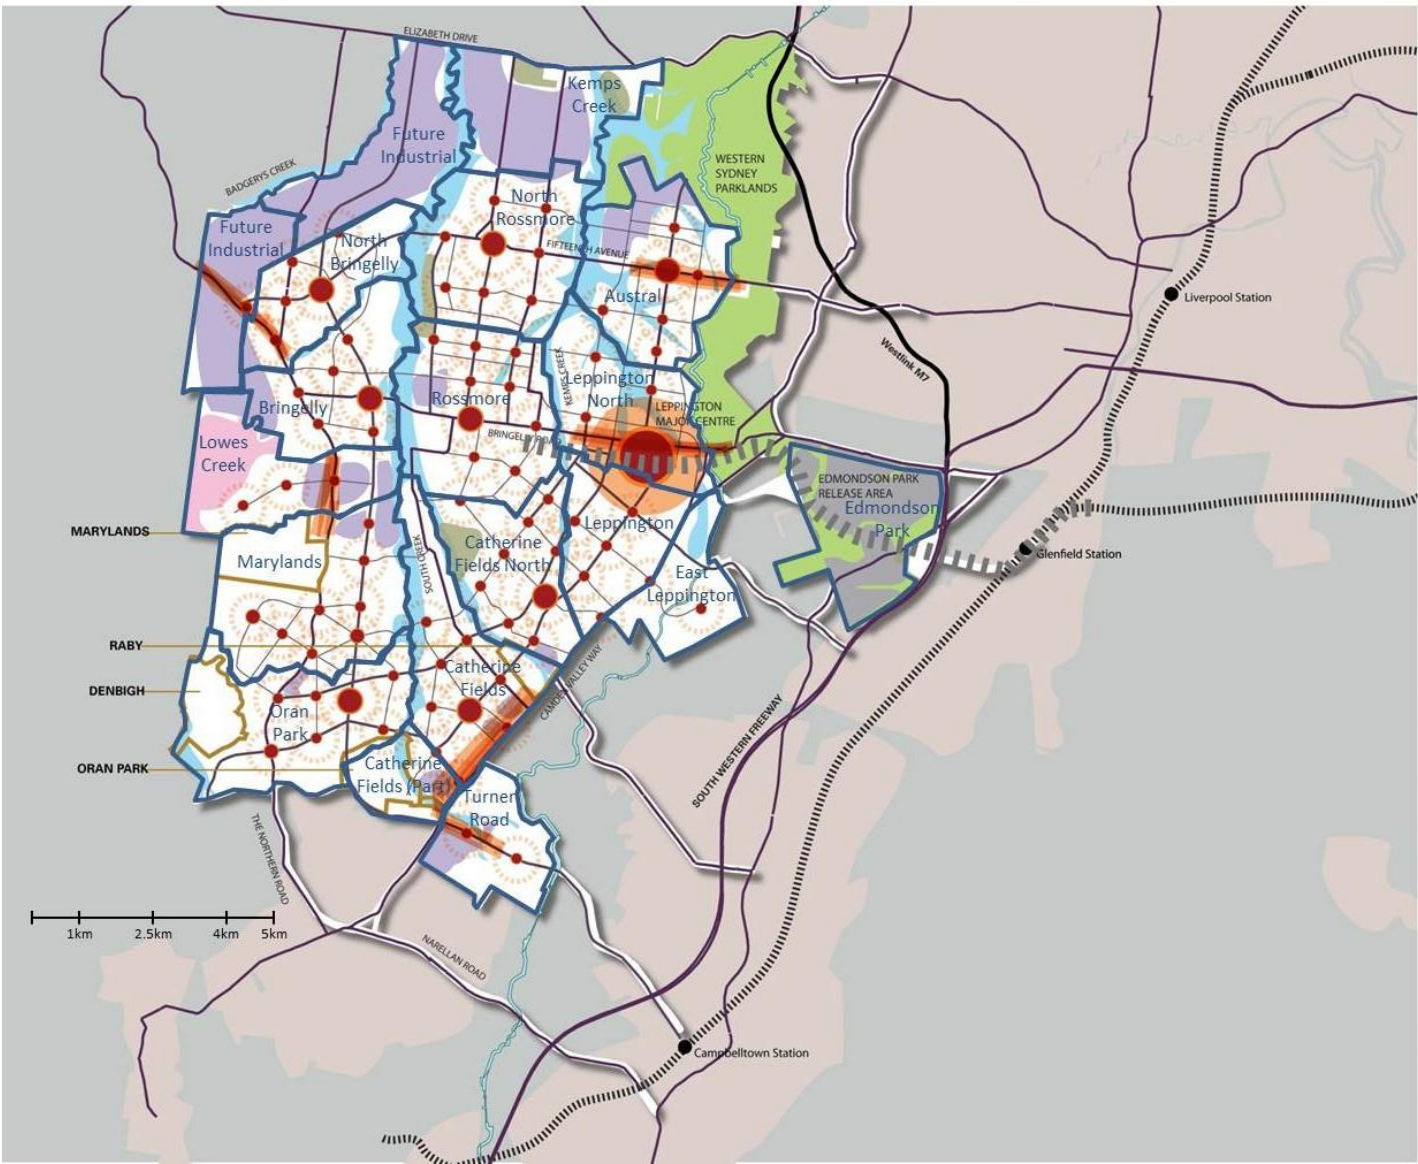 ELIZABETH DRIVE
Kemps
Creek
Future
Industrial
BADGERYS CREEK
WESTERN
SYDNEY
PARKLANDS
North
Rossmore
Future
Industrial
North
Bringelly
FIFTEENTH AVENUE
Austral
Liverpool Station
Westlink M7
KEMPS CREEK
Leppington
North
Rossmore
Bringelly
LEPPINGTON
MAJOR CENTRE
BRINGELLY ROAD
Lowes
Creek
EDMONDSON PARK
RELEASE AREA
Edmondson
Park
Leppington
MARYLANDS
Catherine
Fields North
Glenfield Station
Marylands
SOUTH CREEK
East
Leppington
RABY
Catherine
Fields
CAMDEN VALLEY WAY
DENBIGH
Oran
Park
SOUTH WESTERN FREEWAY
ORAN PARK
Catherine
Fields (Part)
Turner
Road
THE NORTHERN ROAD
1km 2.5km 4km 5km
NARELLAN ROAD
Campbelltown Station